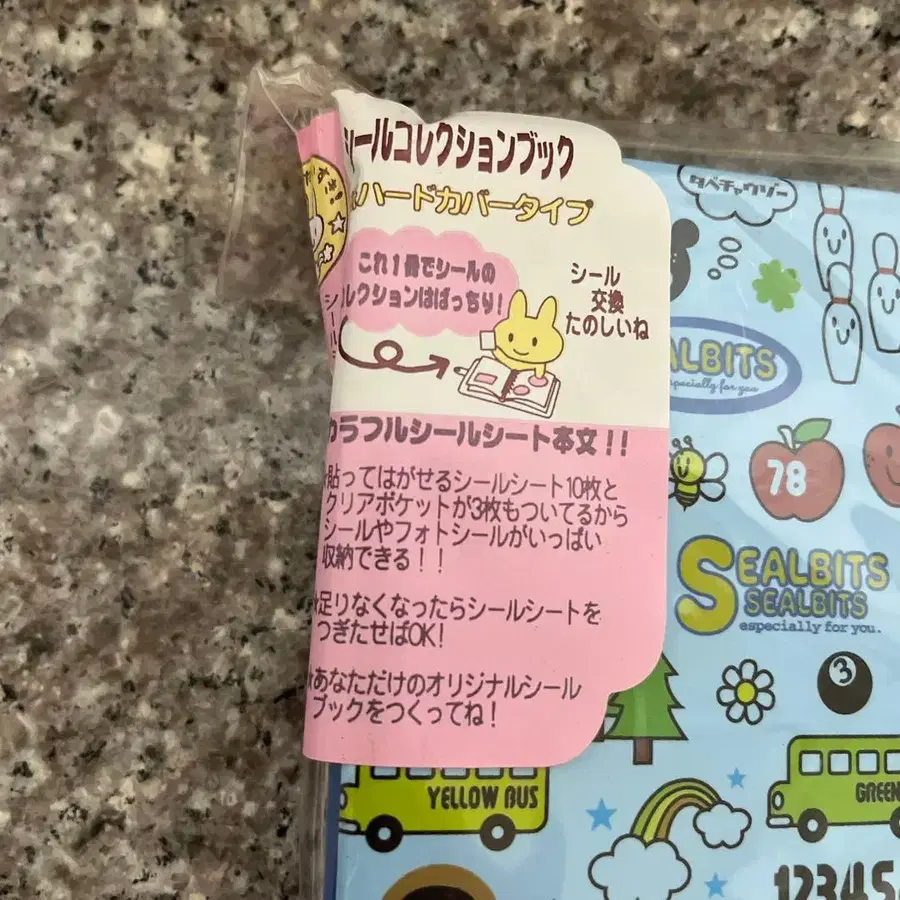 シールコレクションブック
ハードカバータイプ
これ1冊でシールの
レクションはばっちり!
シール
交換
たのしいね
シール
カラフルシールシート本文!!
★貼ってはがせるシールシート10枚と
クリアポケットが3枚もついてるから
シールやフォトシールがいっぱい
収納できる!!
★足りなくなったらシールシートを
つぎたせばOK!
★あなただけのオリジナルシール
ブックをつくってね!
タベチャウゾー
ALBITS
especially for you
78
SEALBITS
SEALBITS
especially for you.
3
YELLOW BUS
GREEN
12345